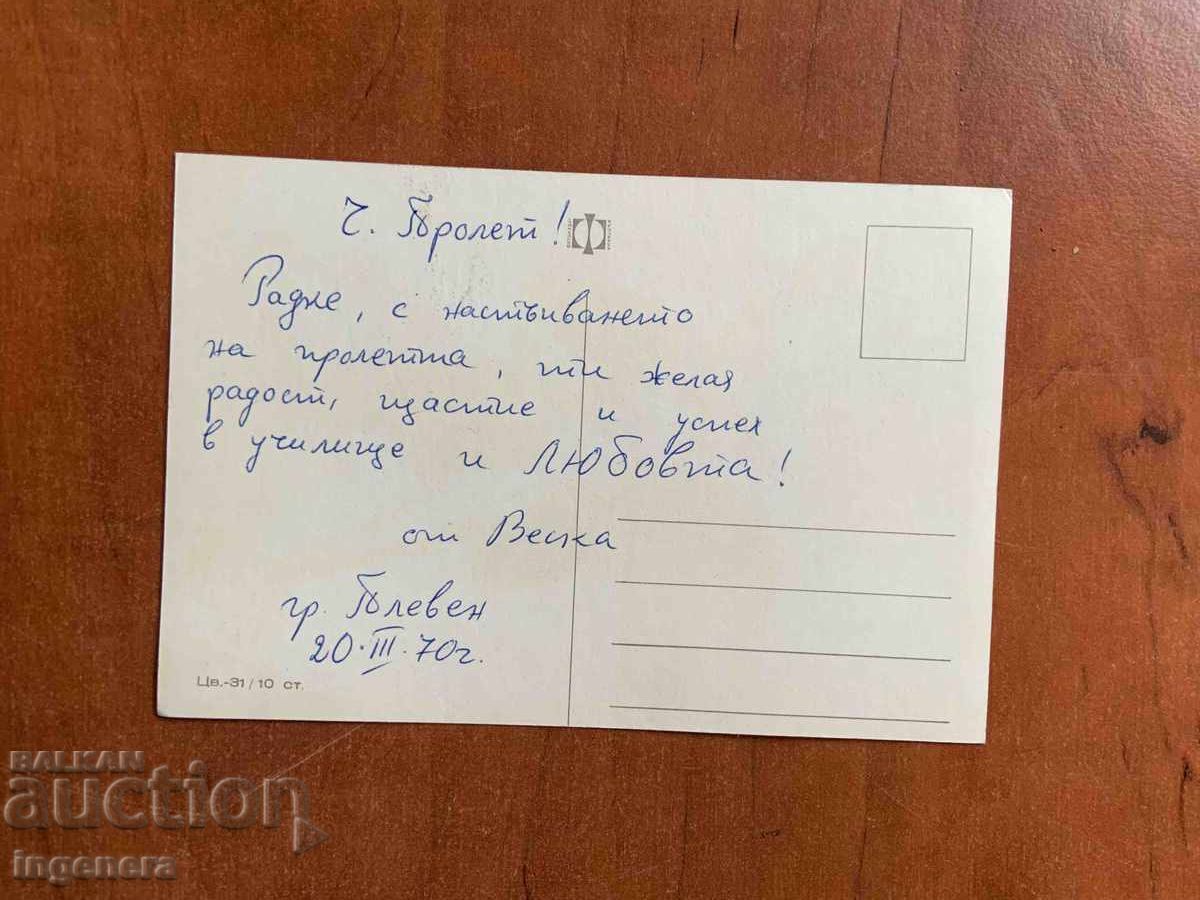 Ч. Пролет!
Радке, с настъпването
на пролетта, ти желая
радост, щастие и успех
в училище и Любовта!
от Веска
гр. Плевен
20·III·70г.
Цв.-31/10 ст.
BALKAN
auction
ingenera